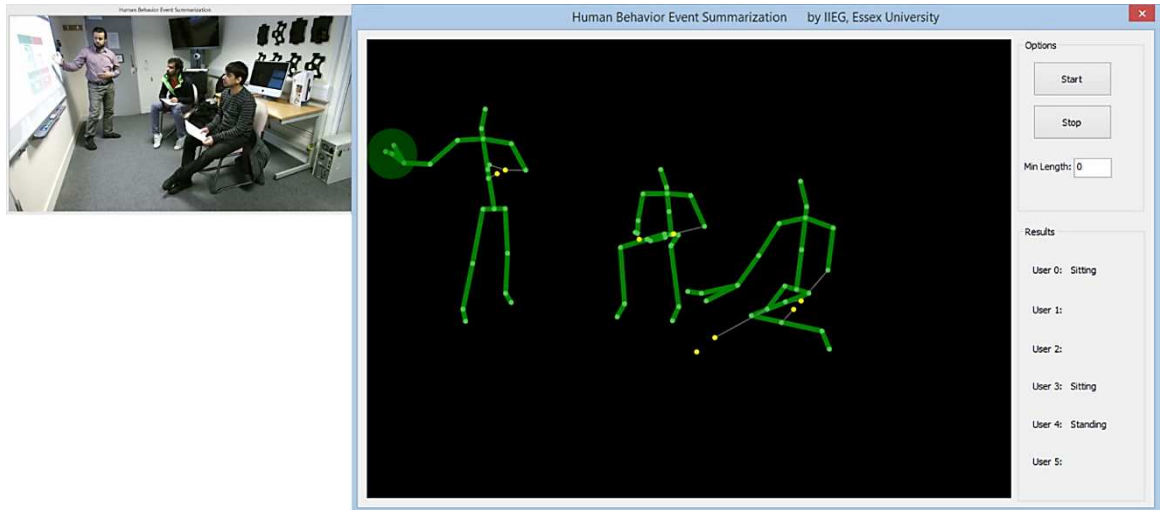 Human Behavior Event Summarization
Human Behavior Event Summarization by IIEG, Essex University
Options
Start
Stop
Min Length: 0
Results
User 0: Sitting
User 1:
User 2:
User 3: Sitting
User 4: Standing
User 5: